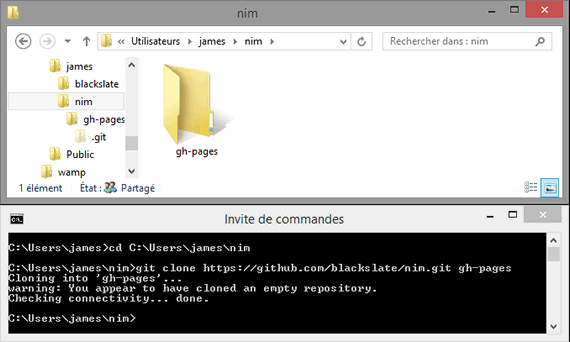 nim
Utilisateurs james nim
Rechercher dans : nim
james
blackslate
nim
gh-pages
.git
Public
wamp
gh-pages
1 élément État : Partagé
Invite de commandes
C:\Users\james>cd C:\Users\james\nim
C:\Users\james\nim>git clone https://github.com/blackslate/nim.git gh-pages
Cloning into 'gh-pages'...
warning: You appear to have cloned an empty repository.
Checking connectivity... done.
C:\Users\james\nim>